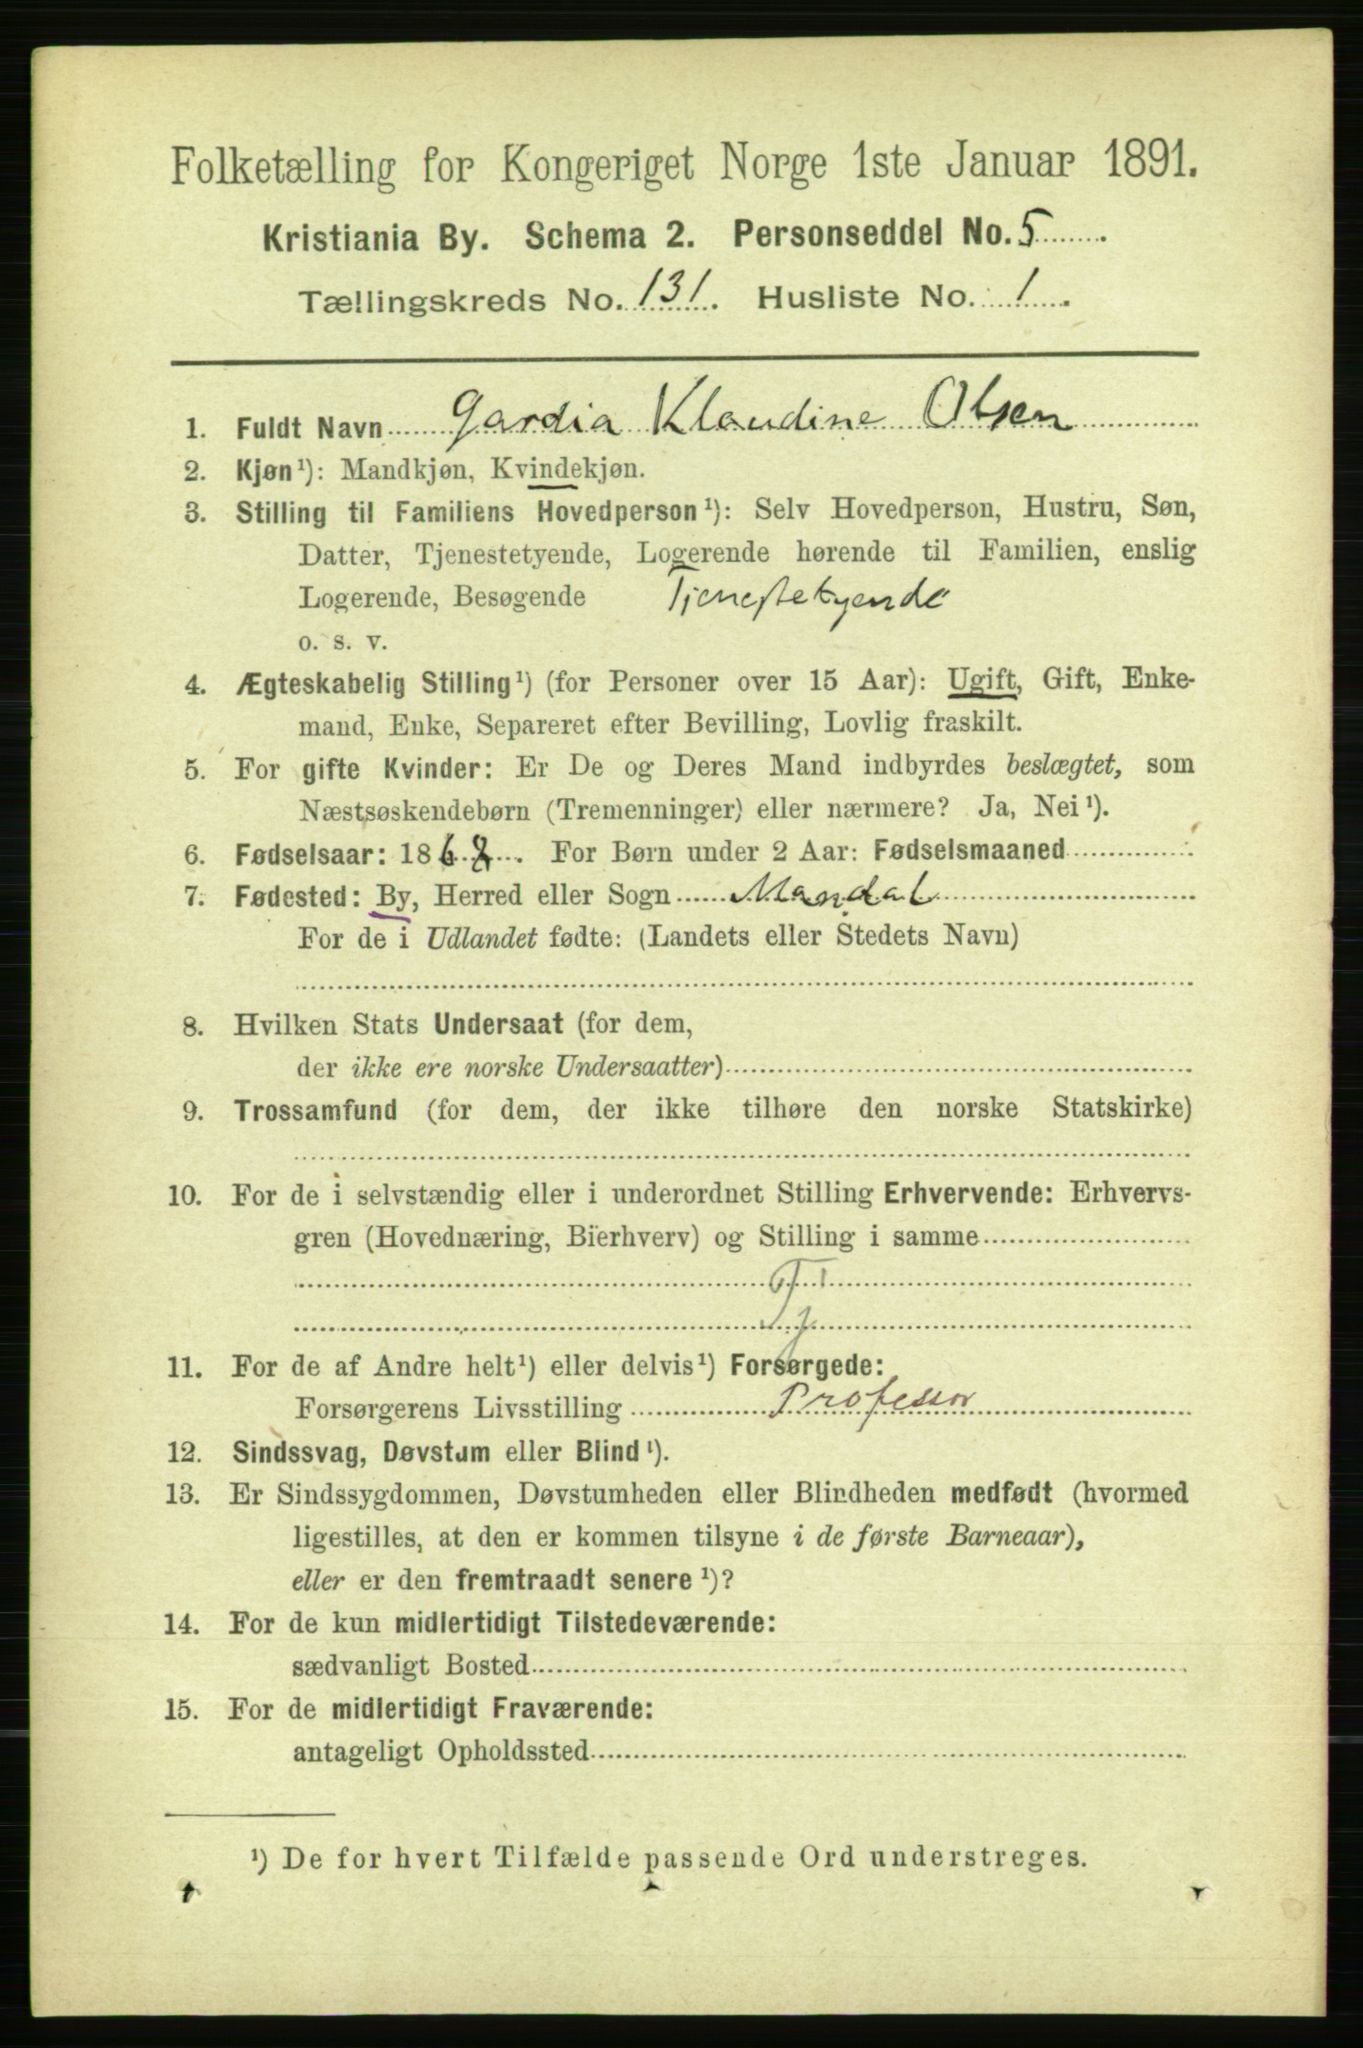 Folketælling for Kongeriget Norge 1ste Januar 1891.
Kristiania By. Schema 2. Personseddel No. 5
Tællingskreds No. 131. Husliste No. 1.
1. Fuldt Navn Gardia Klaudine Olsen
2. Kjøn¹): Mandkjøn, Kvindekjøn.
3. Stilling til Familiens Hovedperson¹): Selv Hovedperson, Hustru, Søn,
Datter, Tjenestetyende, Logerende hørende til Familien, enslig
Logerende, Besøgende Tjenestetyende
o. s. v.
4. Ægteskabelig Stilling¹) (for Personer over 15 Aar): Ugift, Gift, Enke-
mand, Enke, Separeret efter Bevilling, Lovlig fraskilt.
5. For gifte Kvinder: Er De og Deres Mand indbyrdes beslægtet, som
Næstsøskendebørn (Tremenninger) eller nærmere? Ja, Nei¹).
6. Fødselsaar: 186 . For Børn under 2 Aar: Fødselsmaaned
7. Fødested: By, Herred eller Sogn Mandal
For de i Udlandet fødte: (Landets eller Stedets Navn)
8. Hvilken Stats Undersaat (for dem,
der ikke ere norske Undersaatter)
9. Trossamfund (for dem, der ikke tilhøre den norske Statskirke)
10. For de i selvstændig eller i underordnet Stilling Erhvervende: Erhvervs-
gren (Hovednæring, Bierhverv) og Stilling i samme
Tj
11. For de af Andre helt¹) eller delvis¹) Forsørgede:
Forsørgerens Livsstilling Professor
12. Sindssvag, Døvstum eller Blind¹).
13. Er Sindssygdommen, Døvstumheden eller Blindheden medfødt (hvormed
ligestilles, at den er kommen tilsyne i de første Barneaar),
eller er den fremtraadt senere¹)?
14. For de kun midlertidigt Tilstedeværende:
sædvanligt Bosted
15. For de midlertidigt Fraværende:
antageligt Opholdssted
¹) De for hvert Tilfælde passende Ord understreges.